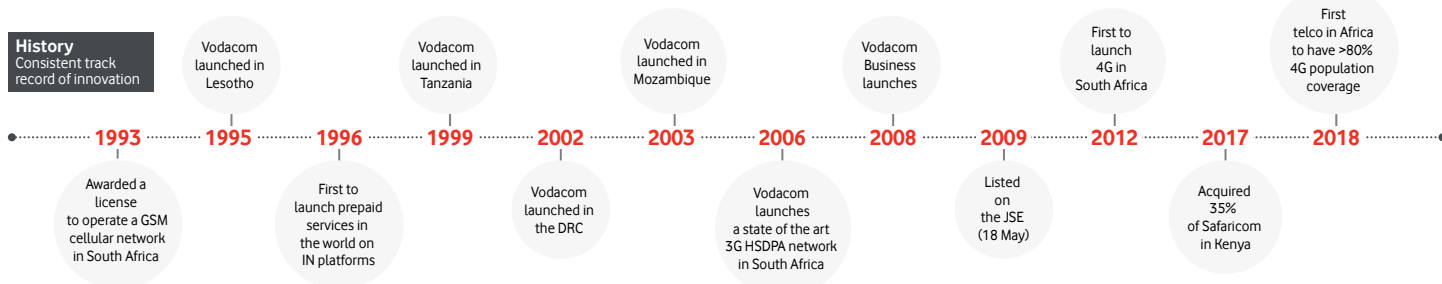 History
Consistent track
record of innovation
1993
Awarded a
license
to operate a GSM
cellular network
in South Africa
Vodacom
launched in
Lesotho
1995
1996
First to
launch prepaid
services in
the world on
IN platforms
Vodacom
launched in
Tanzania
1999
2002
Vodacom
launched in
the DRC
Vodacom
launched in
Mozambique
2003
2006
Vodacom
launches
a state of the art
3G HSDPA network
in South Africa
Vodacom
Business
launches
2008
2009
Listed
on
the JSE
(18 May)
First to
launch
4G in
South Africa
2012
2017
Acquired
35%
of Safaricom
in Kenya
First
telco in Africa
to have >80%
4G population
coverage
2018